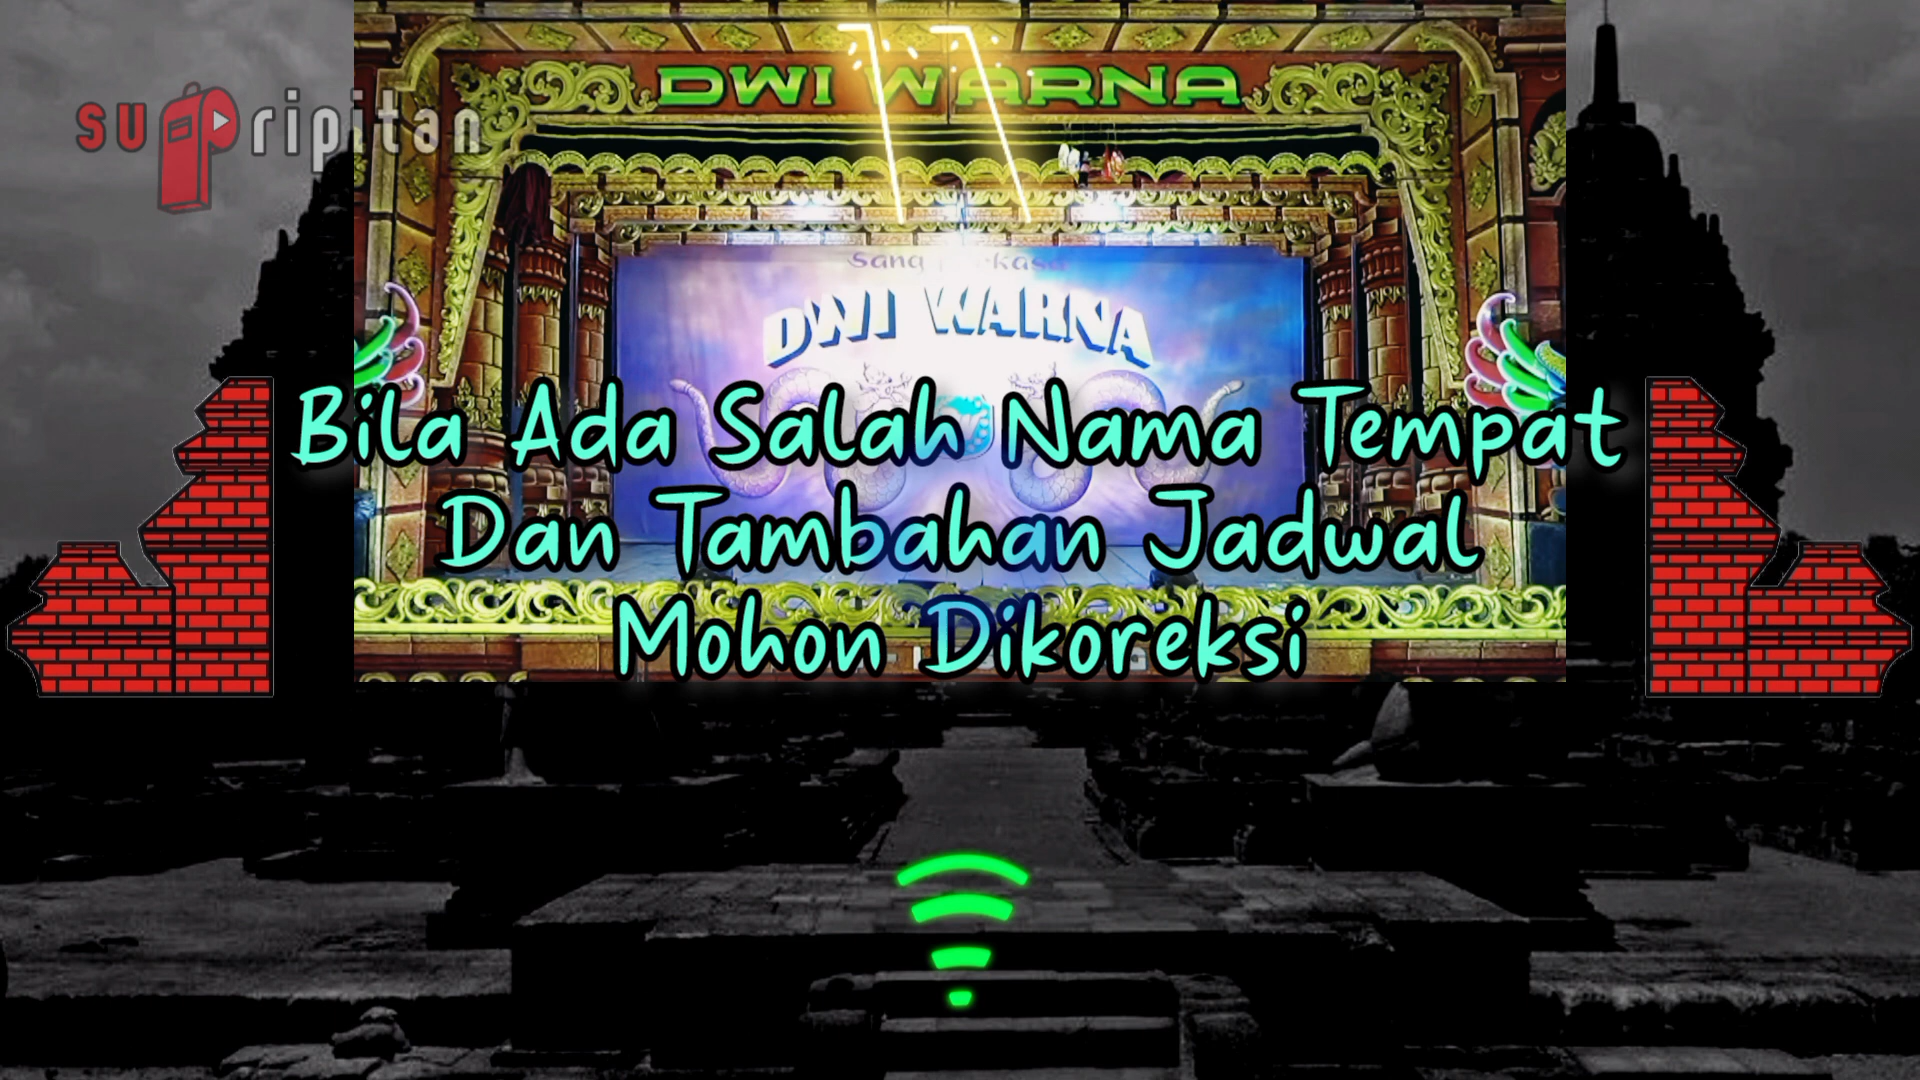 DWI WARNA
supripitan
Sang
DWI WARNA
Bila Ada Salah Nama Tempat
Dan Tambahan Jadwal
Mohon Dikoreksi